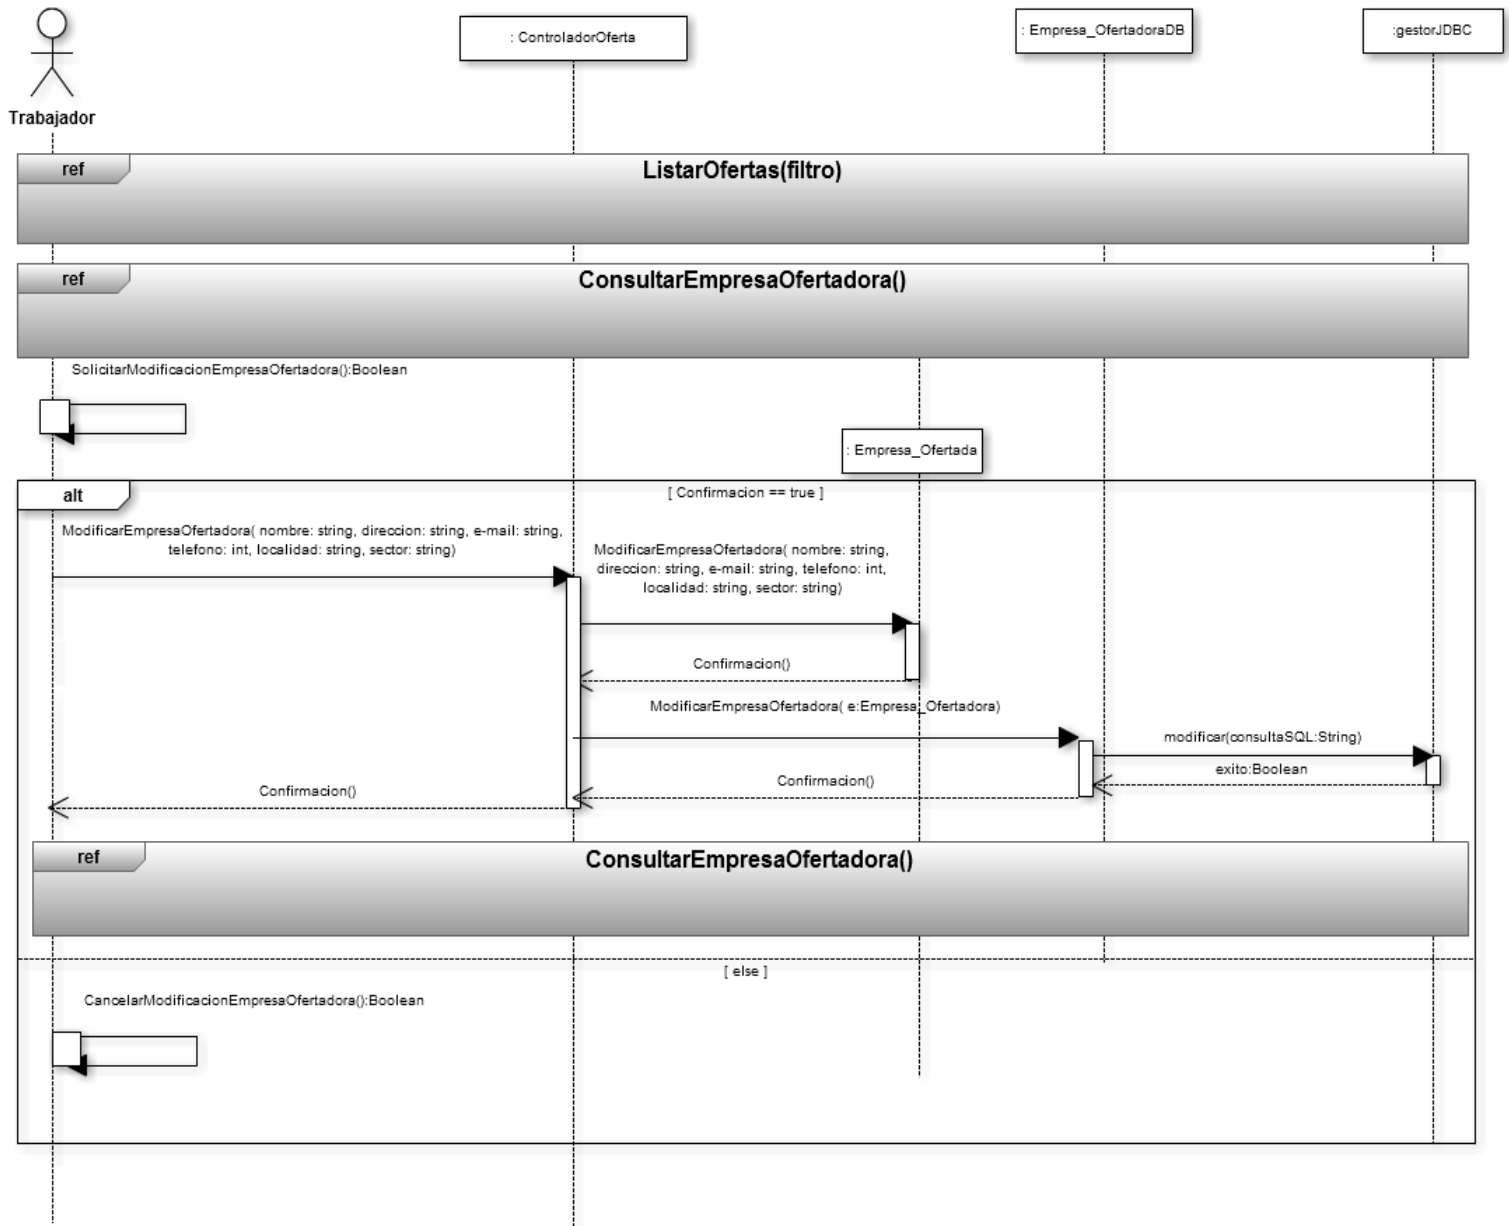 : ControladorOferta
: Empresa_OfertadoraDB
:gestorJDBC
Trabajador
ref
ListarOfertas(filtro)
ref
ConsultarEmpresaOfertadora()
SolicitarModificacionEmpresaOfertadora():Boolean
: Empresa_Ofertada
alt
[ Confirmacion == true ]
ModificarEmpresaOfertadora( nombre: string, direccion: string, e-mail: string,
telefono: int, localidad: string, sector: string)
ModificarEmpresaOfertadora( nombre: string,
direccion: string, e-mail: string, telefono: int,
localidad: string, sector: string)
Confirmacion()
ModificarEmpresaOfertadora( e:Empresa_Ofertadora)
modificar(consultaSQL:String)
exito:Boolean
Confirmacion()
Confirmacion()
ref
ConsultarEmpresaOfertadora()
[ else ]
CancelarModificacionEmpresaOfertadora():Boolean